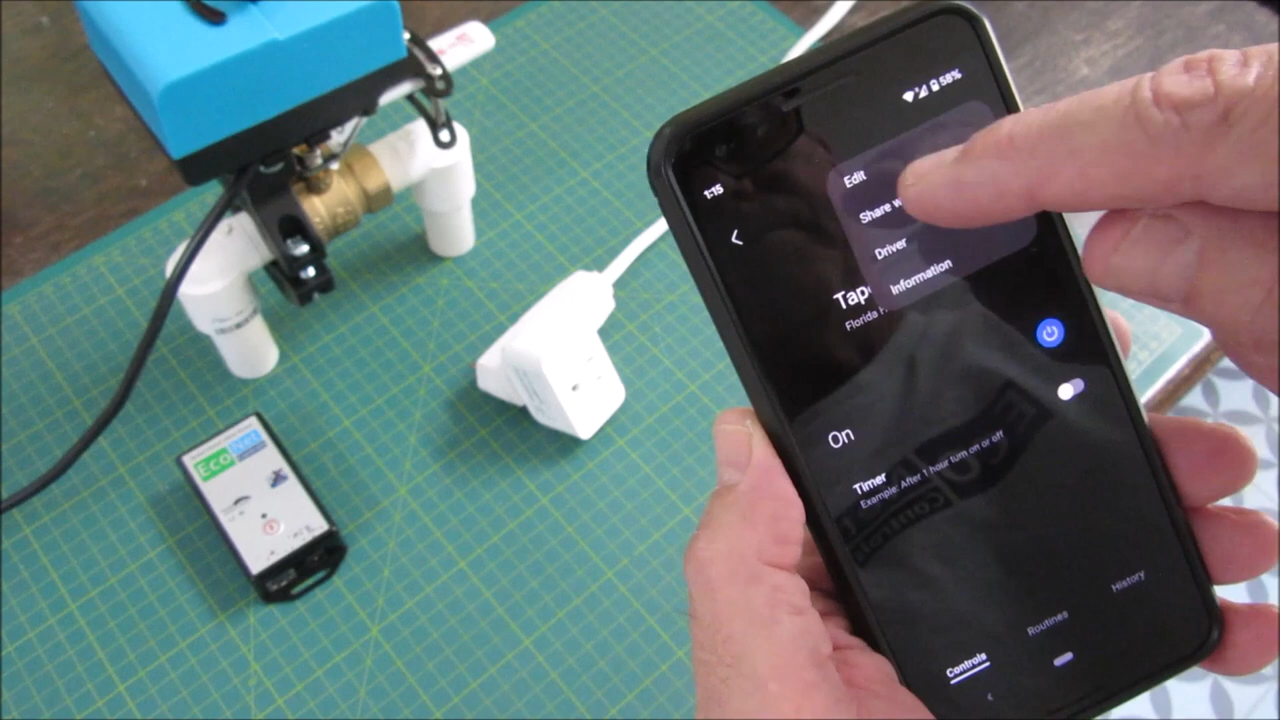 58%
1:15
Edit
Share w
Driver
Information
Tap
Florida
On
Timer
Example: After 1 hour turn on or off
Controls
Routines
History
EcoNet